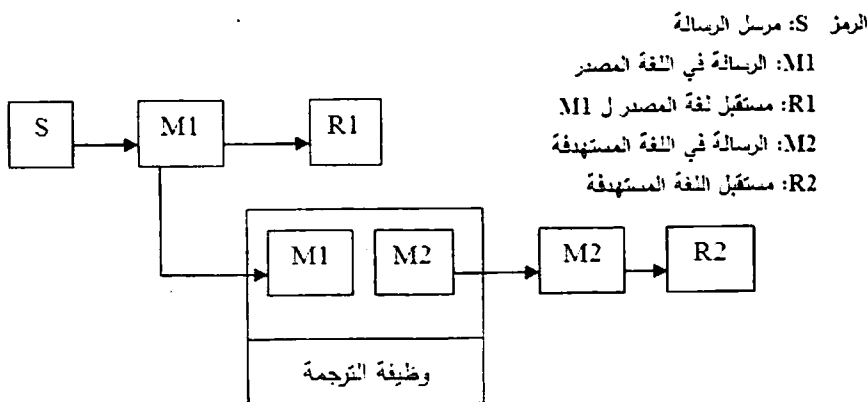 الرمز S: مرسل الرسالة
M1: الرسالة في اللغة المصدر
R1: مستقبل لغة المصدر ل M1
M2: الرسالة في اللغة المستهدفة
R2: مستقبل اللغة المستهدفة
S M1 R1
M1 M2 M2 R2
وظيفة الترجمة